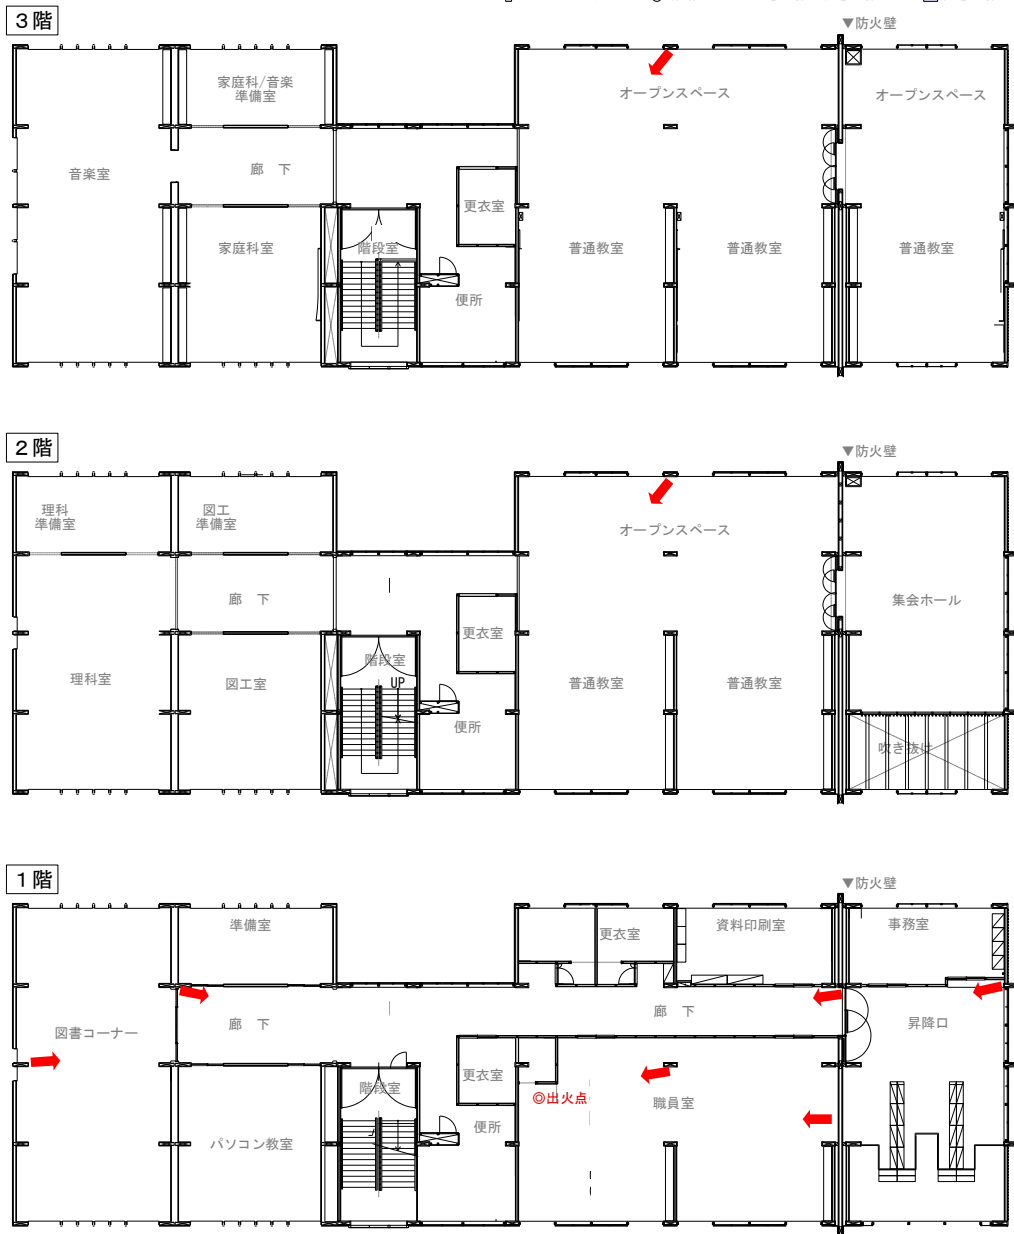 3階
▼防火壁
家庭科/音楽
準備室
オープンスペース
オープンスペース
音楽室
廊 下
更衣室
家庭科室
階段室
普通教室
普通教室
普通教室
便所
2階
▼防火壁
理科
準備室
図工
準備室
オープンスペース
廊 下
集会ホール
更衣室
階段室
理科室
図工室
UP
普通教室
普通教室
便所
吹き抜け
1階
▼防火壁
準備室
更衣室
資料印刷室
事務室
図書コーナー
廊 下
廊 下
昇降口
更衣室
階段室
◎出火点
職員室
便所
パソコン教室